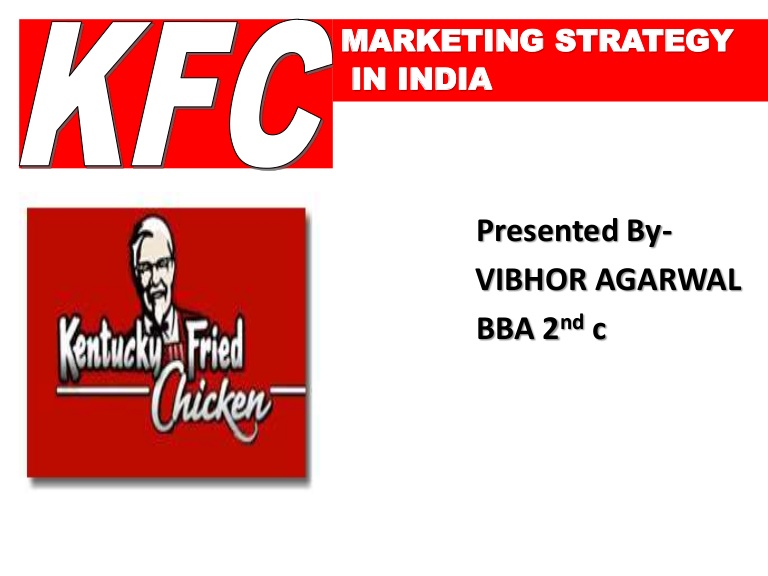 KFC
MARKETING STRATEGY
IN INDIA
Presented By-
VIBHOR AGARWAL
BBA 2nd c
Kentucky Fried
Chicken